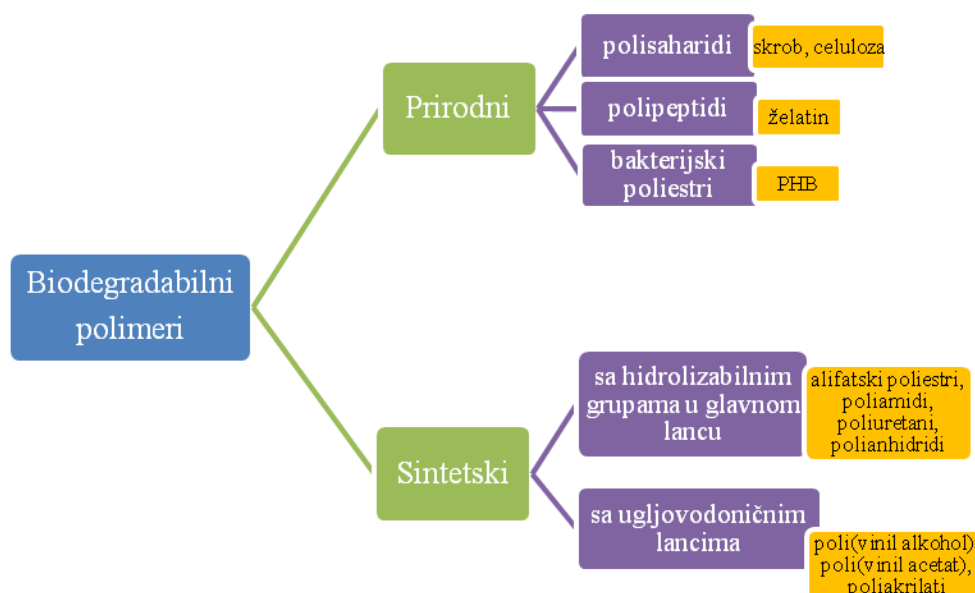 Biodegradabilni
polimeri
Prirodni
polisaharidi
skrob, celuloza
polipeptidi
želatin
bakterijski
poliestri
PHB
Sintetski
sa hidrolizabilnim
grupama u glavnom
lancu
alifatski poliestri,
poliamidi,
poliuretani,
polianhidridi
sa ugljovodoničnim
lancima
poli(vinil alkohol)
poli(vinil acetat),
poliakrilati